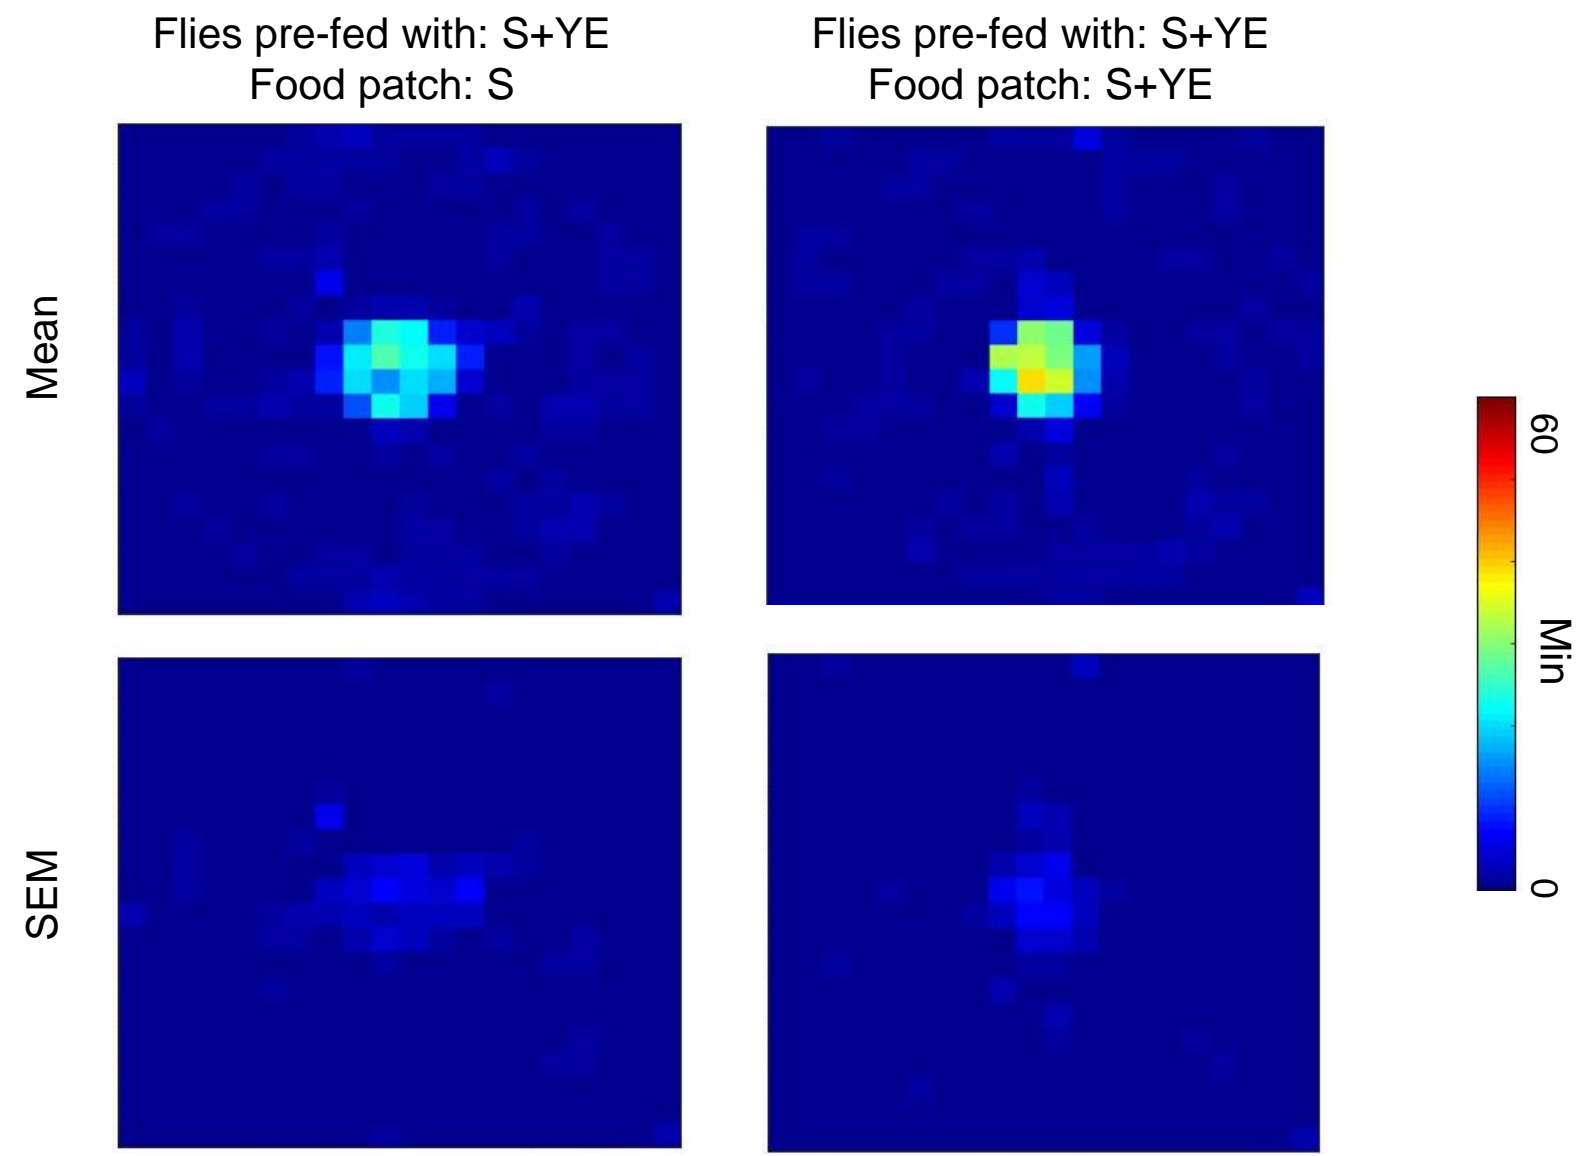 Flies pre-fed with: S+YE
Food patch: S
Flies pre-fed with: S+YE
Food patch: S+YE
Mean
SEM
60
Min
0